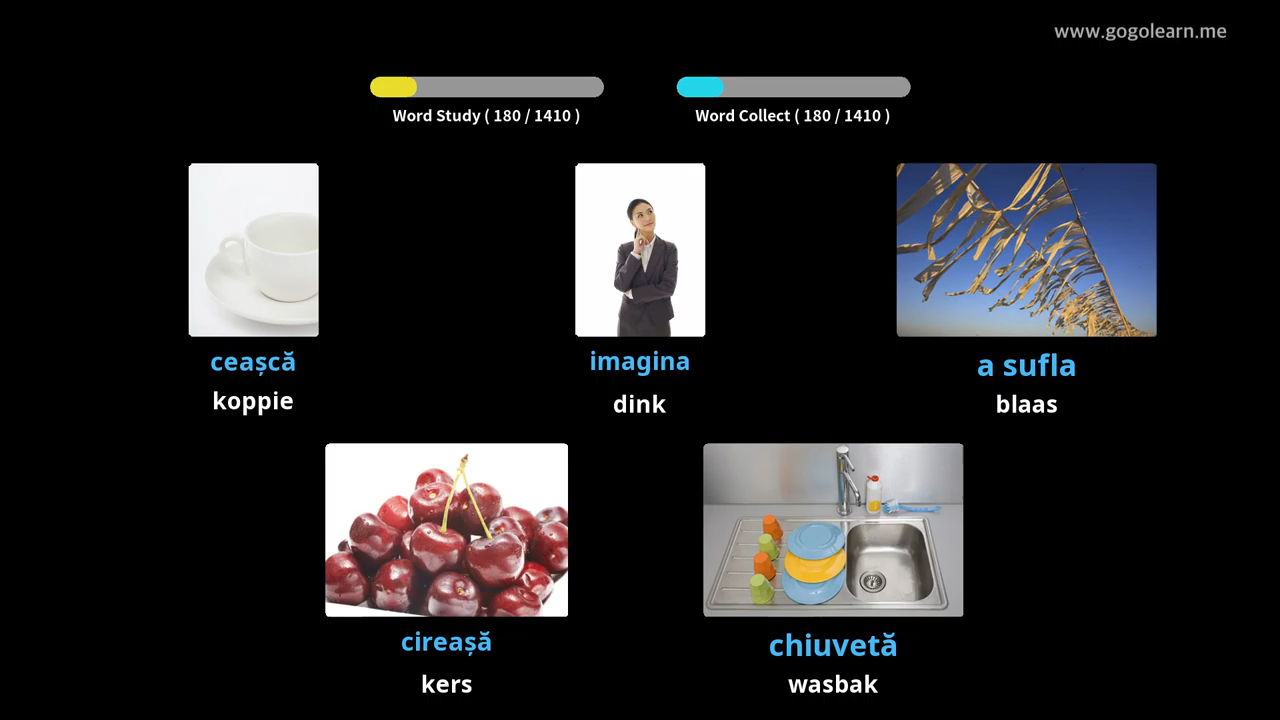 www.gogolearn.me
Word Study ( 180 / 1410 )
Word Collect ( 180 / 1410 )
ceașcă
koppie
imagina
dink
a sufla
blaas
cireașă
kers
chiuvetă
wasbak